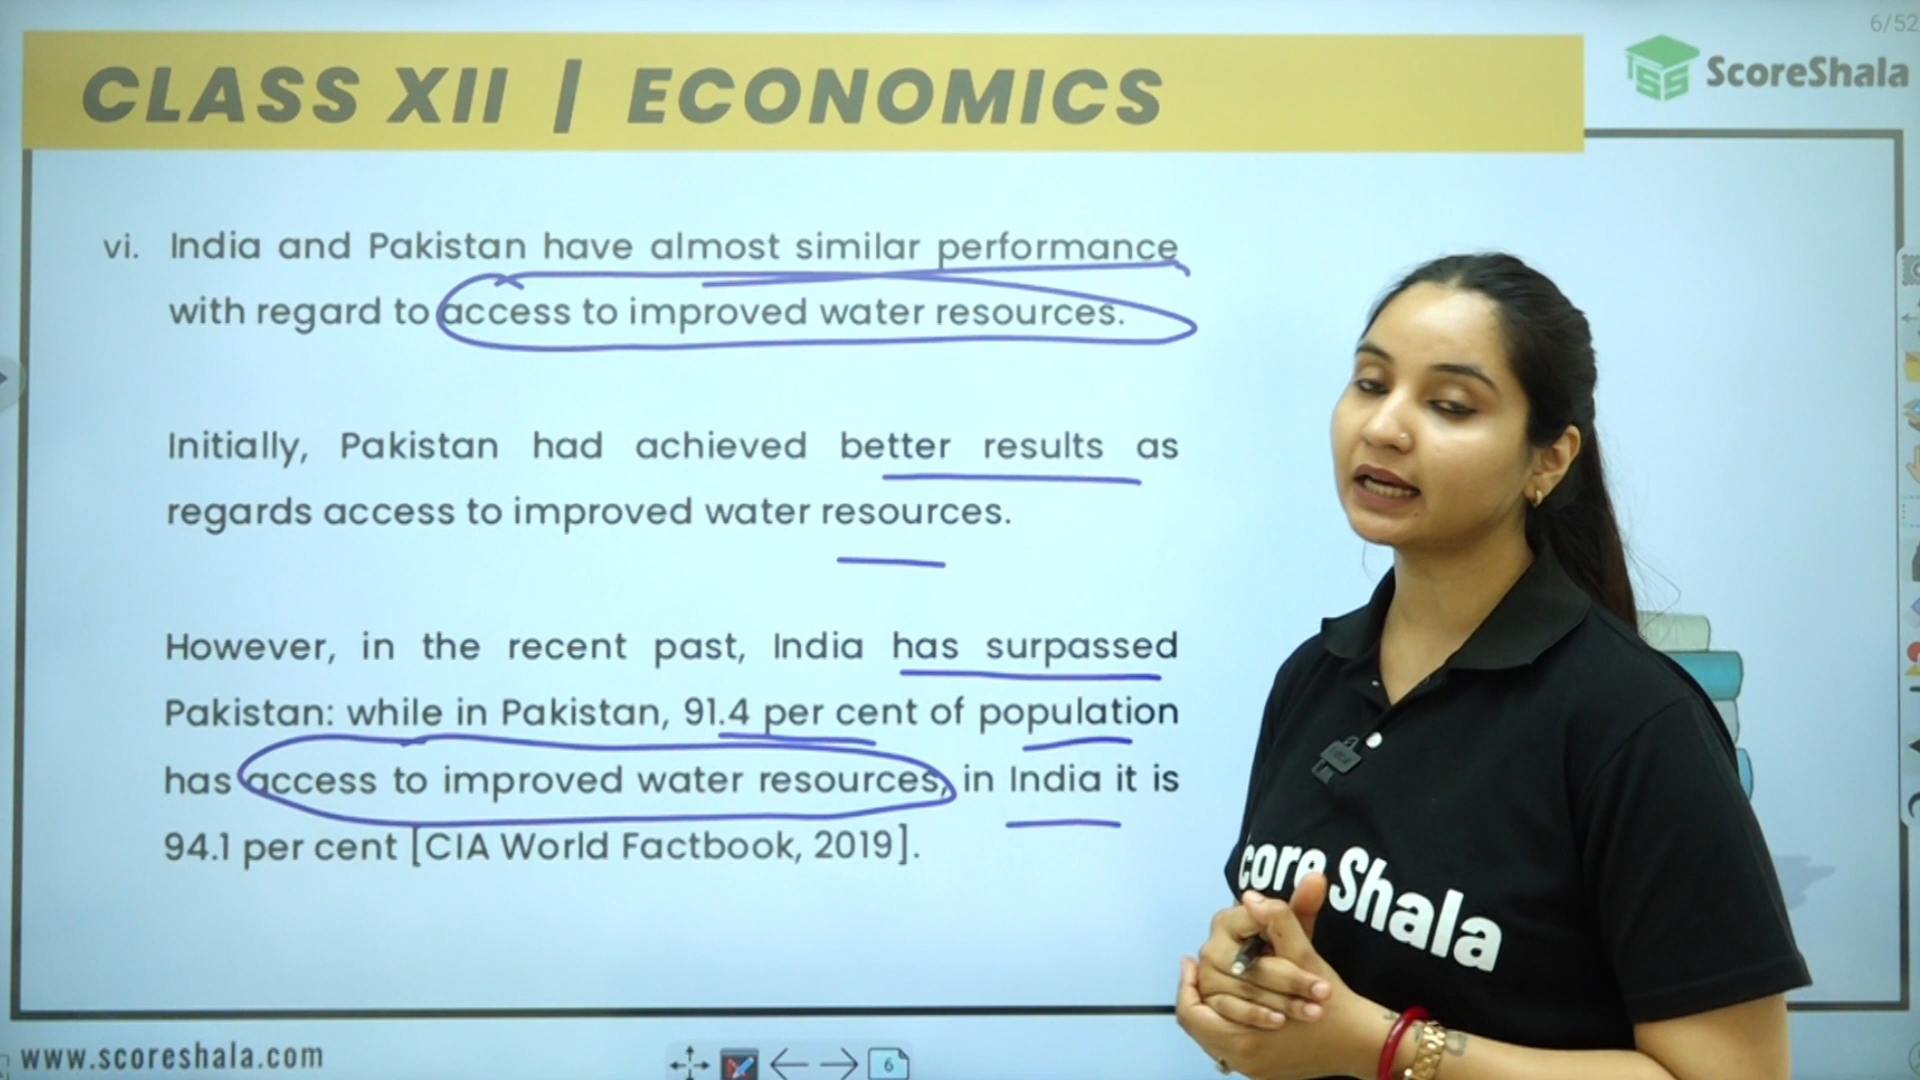 6/52
CLASS XII | ECONOMICS
ScoreShala
vi. India and Pakistan have almost similar performance
with regard to access to improved water resources.
Initially, Pakistan had achieved better results as
regards access to improved water resources.
However, in the recent past, India has surpassed
Pakistan: while in Pakistan, 91.4 per cent of population
has access to improved water resources, in India it is
94.1 per cent [CIA World Factbook, 2019].
core Shala
www.scoreshala.com
6